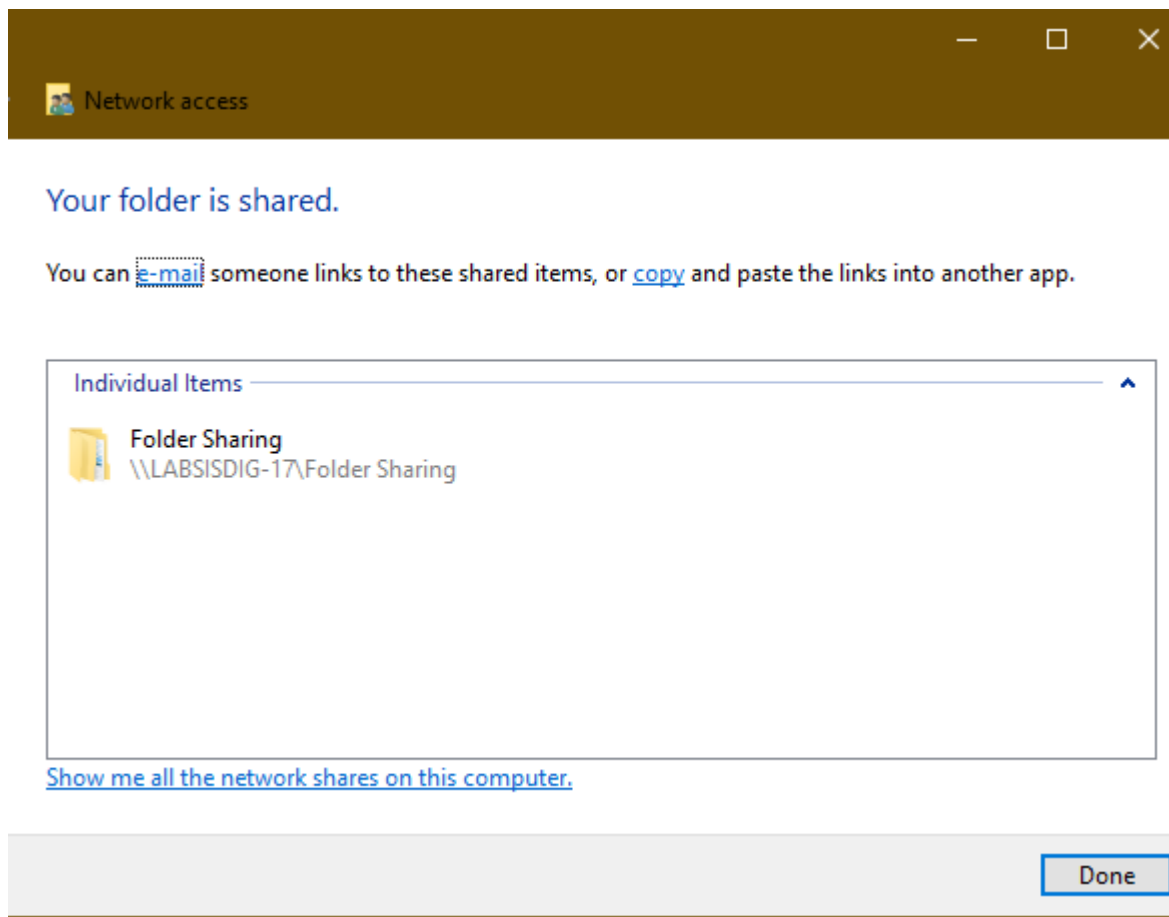 Network access
Your folder is shared.
You can e-mail someone links to these shared items, or copy and paste the links into another app.
Individual Items
Folder Sharing
\\LABSISDIG-17\Folder Sharing
Show me all the network shares on this computer.
Done